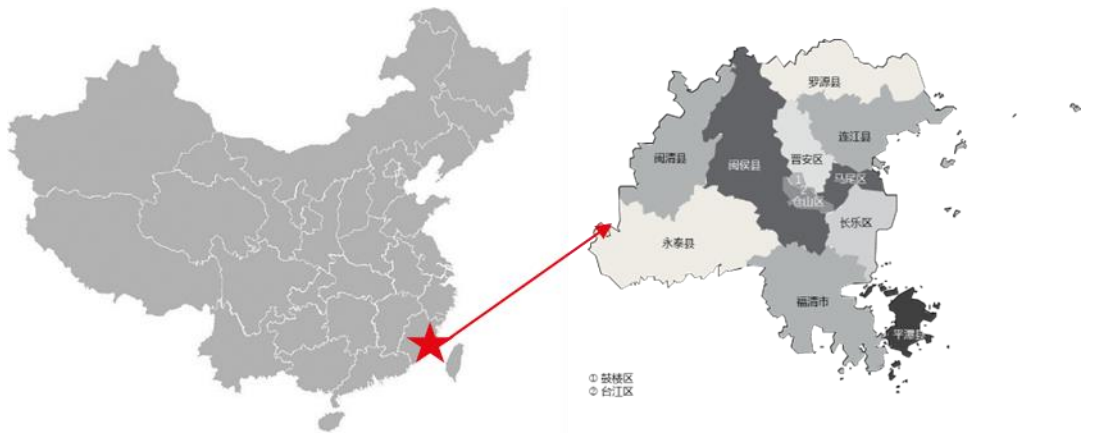 罗源县
连江县
闽清县
闽侯县
晋安区
马尾区
仓山区
长乐区
永泰县
福清市
平潭县
① 鼓楼区
② 台江区